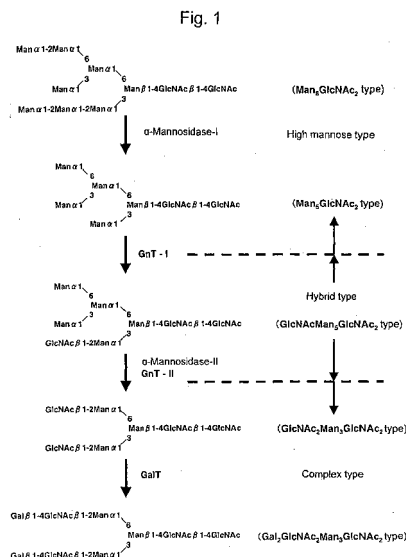 Fig. 1
Manα1-2Manα1
6
Manα1
6
Manα1
3
Manβ1-4GlcNAcβ1-4GlcNAc
(Man₈GlcNAc₂ type)
3
Manα1-2Manα1-2Manα1
α-Mannosidase-I
High mannose type
Manα1
6
Manα1
3
6
Manα1
Manβ1-4GlcNAcβ1-4GlcNAc
(Man₅GlcNAc₂ type)
3
Manα1
GnT - I
Hybrid type
Manα1
6
Manα1
3
6
Manα1
Manβ1-4GlcNAcβ1-4GlcNAc
(GlcNAcMan₅GlcNAc₂ type)
3
GlcNAcβ1-2Manα1
α-Mannosidase-II
GnT - II
GlcNAcβ1-2Manα1
6
Manβ1-4GlcNAcβ1-4GlcNAc
(GlcNAc₂Man₃GlcNAc₂ type)
3
GlcNAcβ1-2Manα1
GalT
Complex type
Galβ1-4GlcNAcβ1-2Manα1
6
Manβ1-4GlcNAcβ1-4GlcNAc
(Gal₂GlcNAc₂Man₃GlcNAc₂ type)
3
Galβ1-4GlcNAcβ1-2Manα1